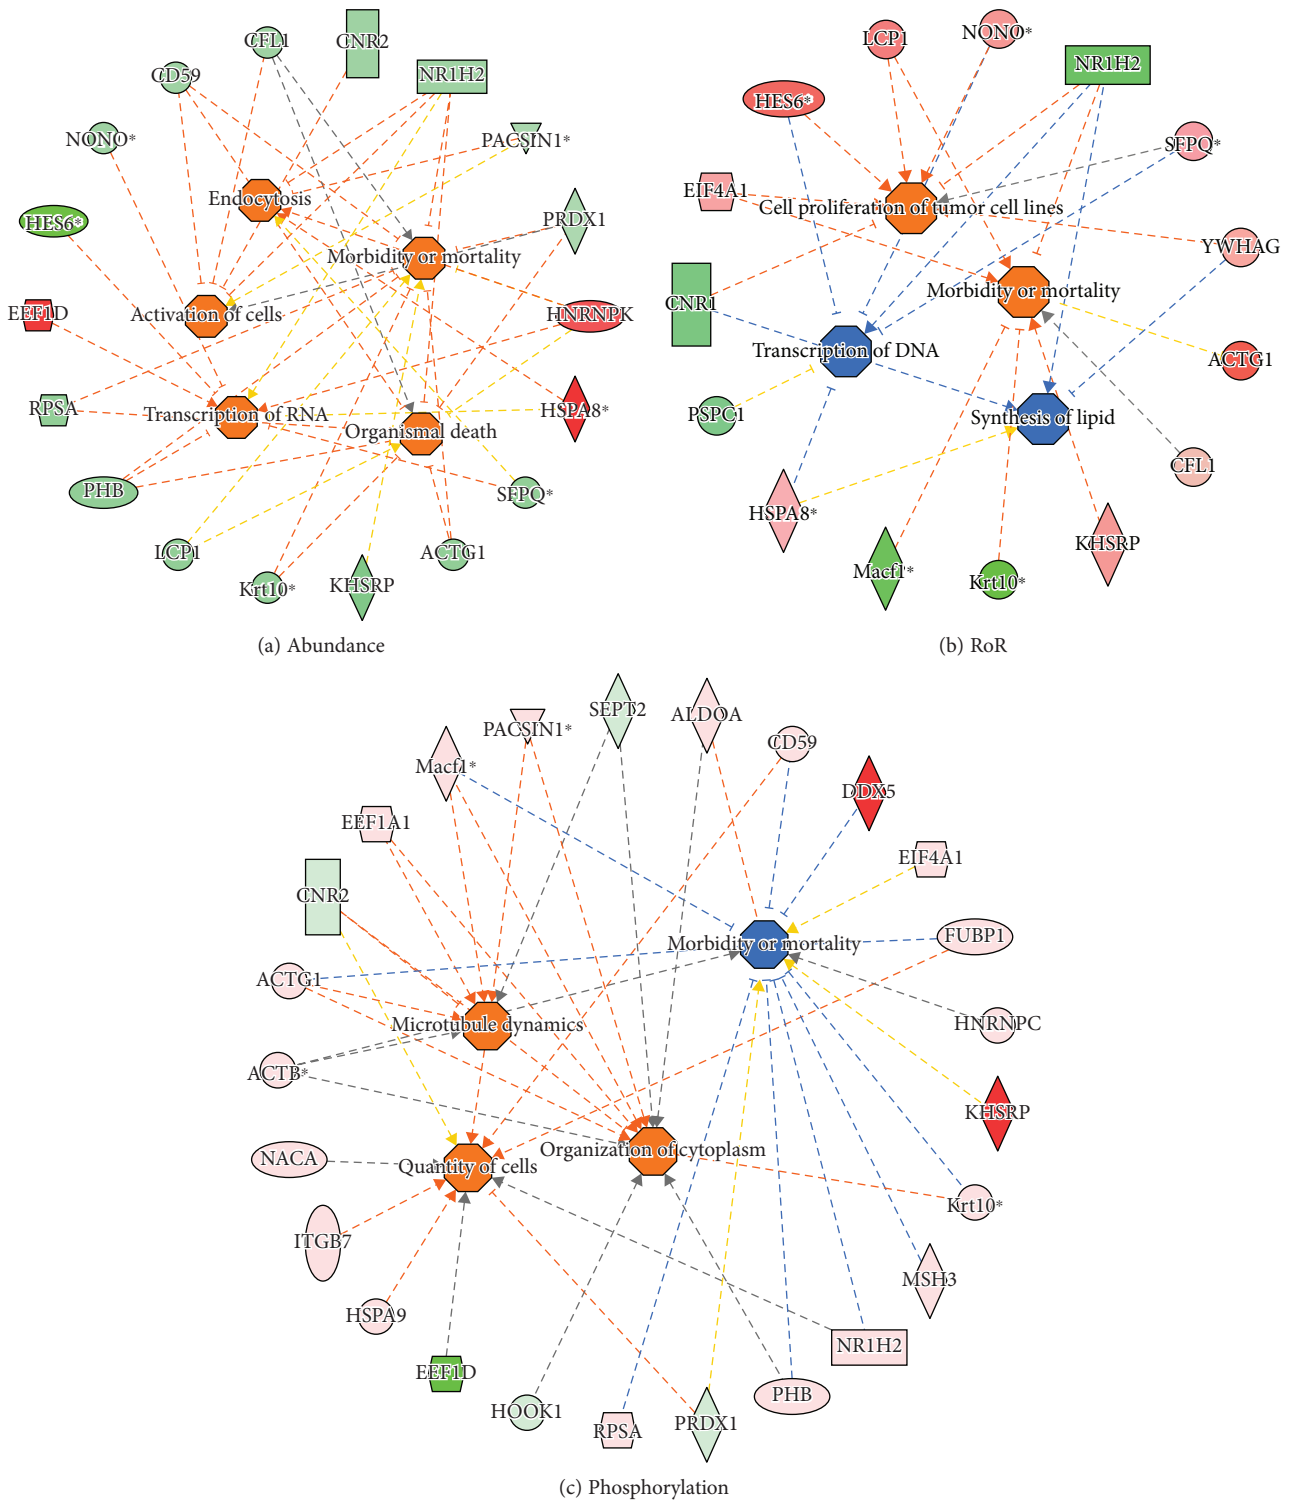 CFL1
CNR2
CD59
NR1H2
NONO*
PACSIN1*
Endocytosis
HES6*
PRDX1
Morbidity or mortality
EEF1D
Activation of cells
HNRNPK
RPSA
Transcription of RNA
HSPA8*
Organismal death
PHB
SFPQ*
LCP1
ACTG1
Krt10*
KHSRP
(a) Abundance
LCP1
NONO*
NR1H2
HES6*
SFPQ*
EIF4A1
Cell proliferation of tumor cell lines
YWHAG
CNR1
Morbidity or mortality
Transcription of DNA
ACTG1
PSPC1
Synthesis of lipid
CFL1
HSPA8*
KHSRP
Macf1*
Krt10*
(b) RoR
SEPT2
ALDOA
PACSIN1*
CD59
Macf1*
DDX5
EEF1A1
EIF4A1
CNR2
FUBP1
Morbidity or mortality
ACTG1
Microtubule dynamics
HNRNPC
ACTB*
KHSRP
NACA
Quantity of cells
Organization of cytoplasm
Krt10*
ITGB7
MSH3
HSPA9
NR1H2
EEF1D
PHB
HOOK1
RPSA
PRDX1
(c) Phosphorylation